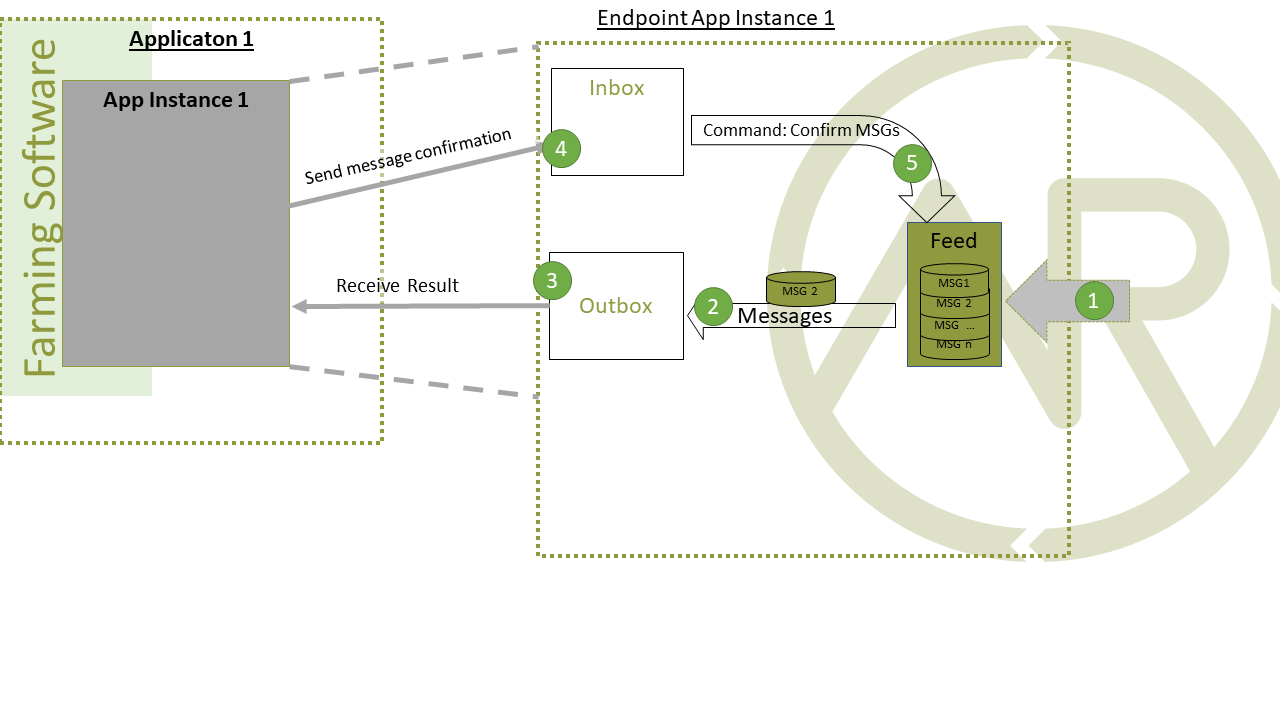 Endpoint App Instance 1
Applicaton 1
Farming Software
App Instance 1
Inbox
Send message confirmation
4
Command: Confirm MSGs
5
Feed
MSG1
MSG 2
MSG ...
MSG n
1
3
Receive Result
Outbox
2
MSG 2
Messages
AR